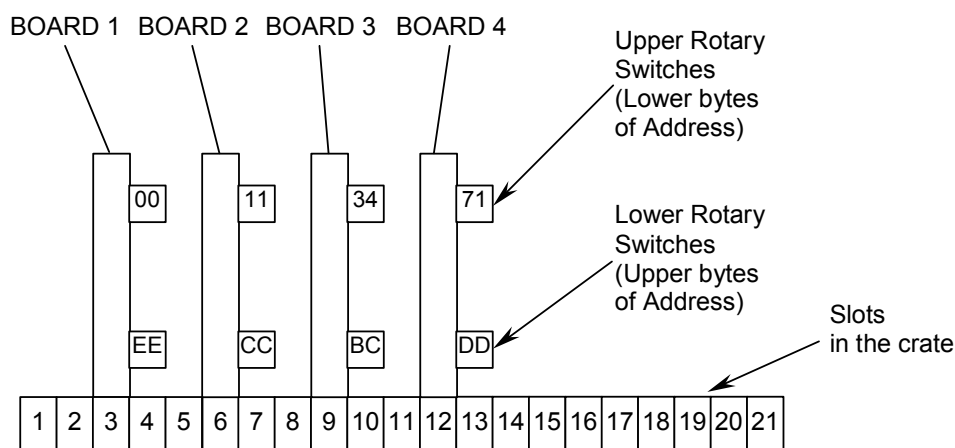 BOARD 1 BOARD 2 BOARD 3 BOARD 4
Upper Rotary
Switches
(Lower bytes
of Address)
00 11 34 71
Lower Rotary
Switches
(Upper bytes
of Address)
EE CC BC DD
Slots
in the crate
1 2 3 4 5 6 7 8 9 10 11 12 13 14 15 16 17 18 19 20 21